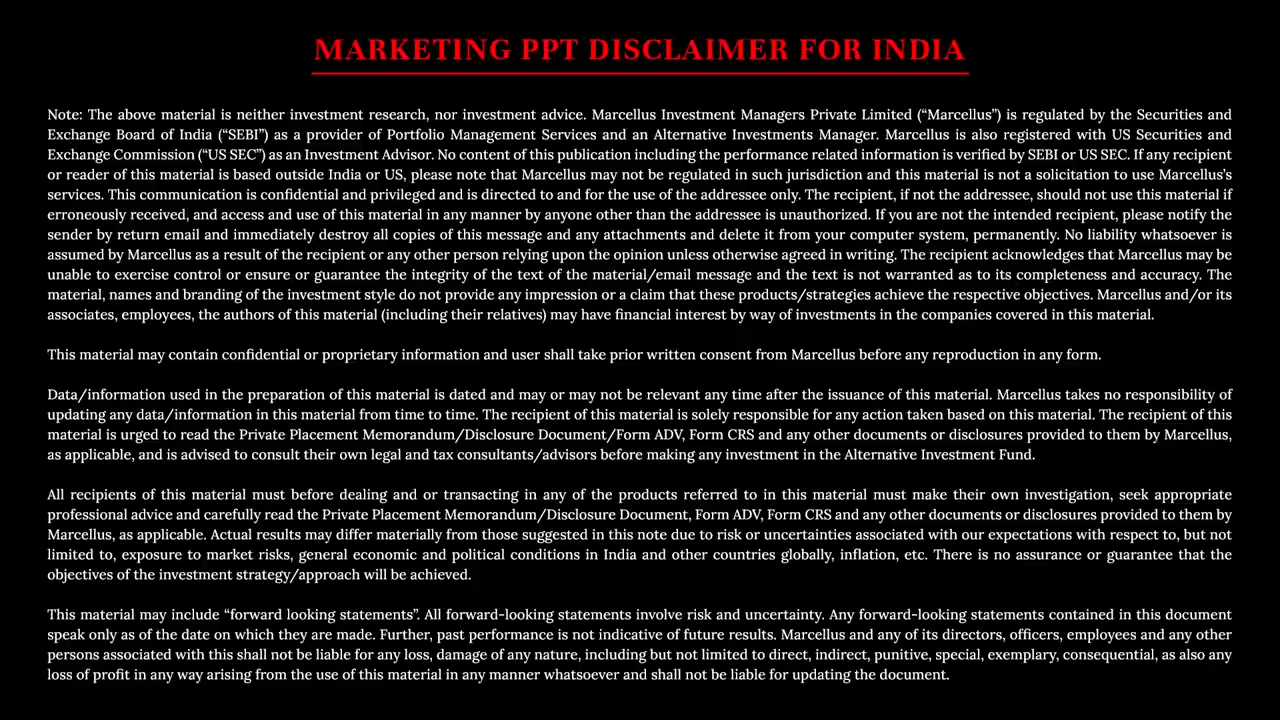 MARKETING PPT DISCLAIMER FOR INDIA
Note: The above material is neither investment research, nor investment advice. Marcellus Investment Managers Private Limited (“Marcellus”) is regulated by the Securities and
Exchange Board of India (“SEBI”) as a provider of Portfolio Management Services and an Alternative Investments Manager. Marcellus is also registered with US Securities and
Exchange Commission (“US SEC”) as an Investment Advisor. No content of this publication including the performance related information is verified by SEBI or US SEC. If any recipient
or reader of this material is based outside India or US, please note that Marcellus may not be regulated in such jurisdiction and this material is not a solicitation to use Marcellus’s
services. This communication is confidential and privileged and is directed to and for the use of the addressee only. The recipient, if not the addressee, should not use this material if
erroneously received, and access and use of this material in any manner by anyone other than the addressee is unauthorized. If you are not the intended recipient, please notify the
sender by return email and immediately destroy all copies of this message and any attachments and delete it from your computer system, permanently. No liability whatsoever is
assumed by Marcellus as a result of the recipient or any other person relying upon the opinion unless otherwise agreed in writing. The recipient acknowledges that Marcellus may be
unable to exercise control or ensure or guarantee the integrity of the text of the material/email message and the text is not warranted as to its completeness and accuracy. The
material, names and branding of the investment style do not provide any impression or a claim that these products/strategies achieve the respective objectives. Marcellus and/or its
associates, employees, the authors of this material (including their relatives) may have financial interest by way of investments in the companies covered in this material.
This material may contain confidential or proprietary information and user shall take prior written consent from Marcellus before any reproduction in any form.
Data/information used in the preparation of this material is dated and may or may not be relevant any time after the issuance of this material. Marcellus takes no responsibility of
updating any data/information in this material from time to time. The recipient of this material is solely responsible for any action taken based on this material. The recipient of this
material is urged to read the Private Placement Memorandum/Disclosure Document/Form ADV, Form CRS and any other documents or disclosures provided to them by Marcellus,
as applicable, and is advised to consult their own legal and tax consultants/advisors before making any investment in the Alternative Investment Fund.
All recipients of this material must before dealing and or transacting in any of the products referred to in this material must make their own investigation, seek appropriate
professional advice and carefully read the Private Placement Memorandum/Disclosure Document, Form ADV, Form CRS and any other documents or disclosures provided to them by
Marcellus, as applicable. Actual results may differ materially from those suggested in this note due to risk or uncertainties associated with our expectations with respect to, but not
limited to, exposure to market risks, general economic and political conditions in India and other countries globally, inflation, etc. There is no assurance or guarantee that the
objectives of the investment strategy/approach will be achieved.
This material may include “forward looking statements”. All forward-looking statements involve risk and uncertainty. Any forward-looking statements contained in this document
speak only as of the date on which they are made. Further, past performance is not indicative of future results. Marcellus and any of its directors, officers, employees and any other
persons associated with this shall not be liable for any loss, damage of any nature, including but not limited to direct, indirect, punitive, special, exemplary, consequential, as also any
loss of profit in any way arising from the use of this material in any manner whatsoever and shall not be liable for updating the document.